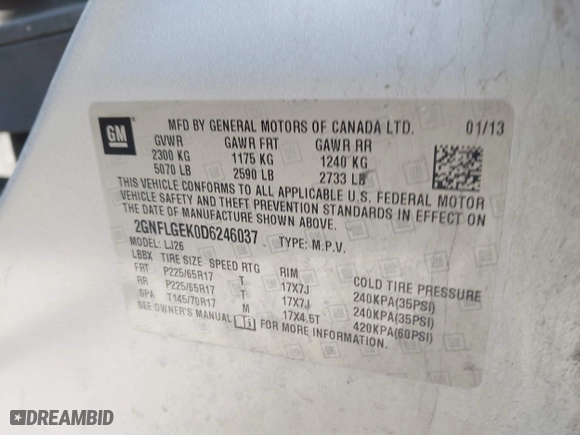 GM
MFD BY GENERAL MOTORS OF CANADA LTD. 01/13
GVWR GAWR FRT GAWR RR
2300 KG 1175 KG 1240 KG
5070 LB 2590 LB 2733 LB
THIS VEHICLE CONFORMS TO ALL APPLICABLE U.S. FEDERAL MOTOR
VEHICLE SAFETY AND THEFT PREVENTION STANDARDS IN EFFECT ON
THE DATE OF MANUFACTURE SHOWN ABOVE.
2GNFLGEK0D6246037 TYPE: M.P.V.
MODEL: LJ26
LBBX TIRE SIZE SPEED RTG RIM COLD TIRE PRESSURE
FRT P225/65R17 T 17X7J 240KPA(35PSI)
RR P225/65R17 T 17X7J 240KPA(35PSI)
SPA T145/70R17 M 17X4.5T 420KPA(60PSI)
SEE OWNER'S MANUAL FOR MORE INFORMATION.
DREAMBID